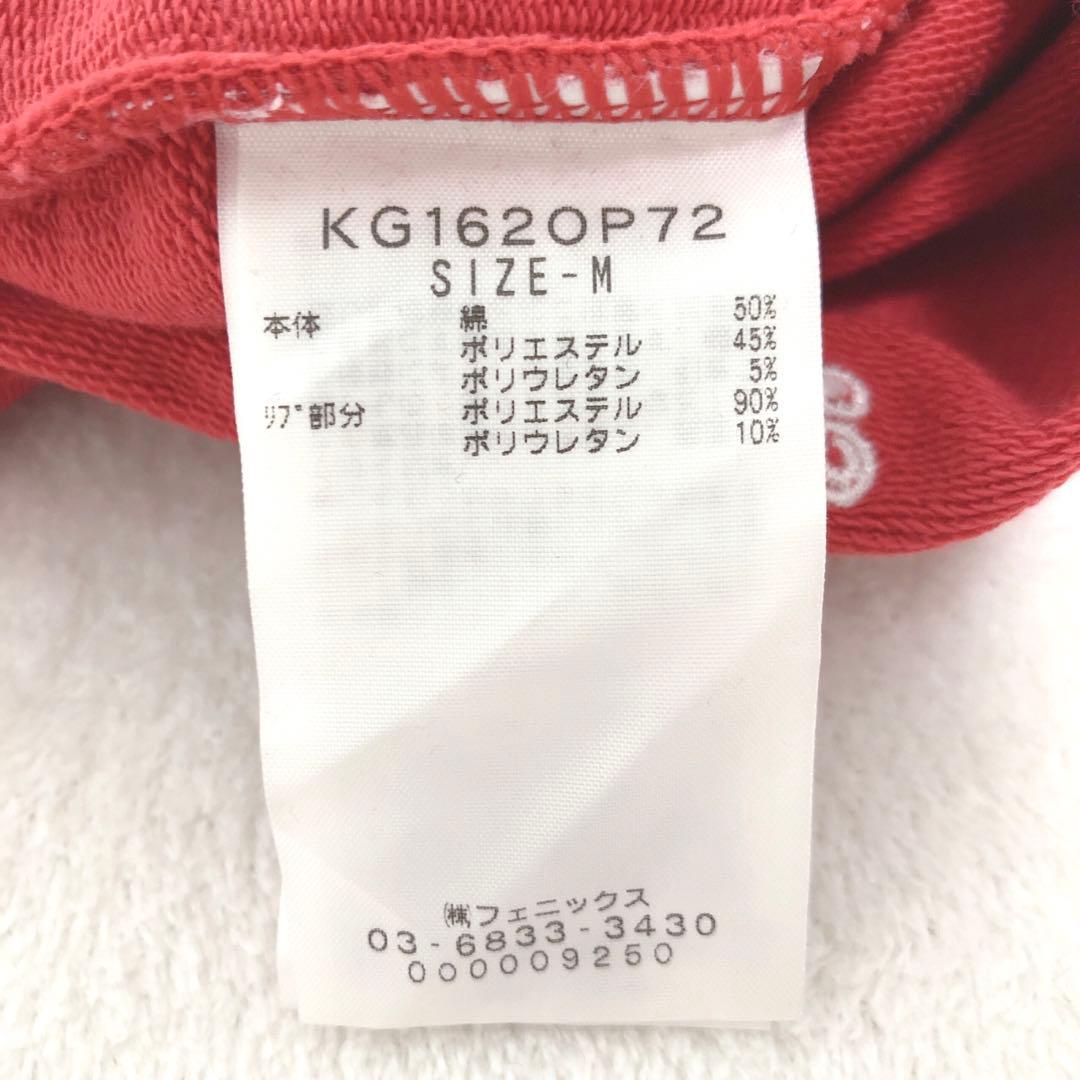 KG162OP72
SIZE-M
本体 綿 50%
ポリエステル 45%
ポリウレタン 5%
ﾘﾌﾞ部分 ポリエステル 90%
ポリウレタン 10%
㈱フェニックス
03-6833-3430
000009250